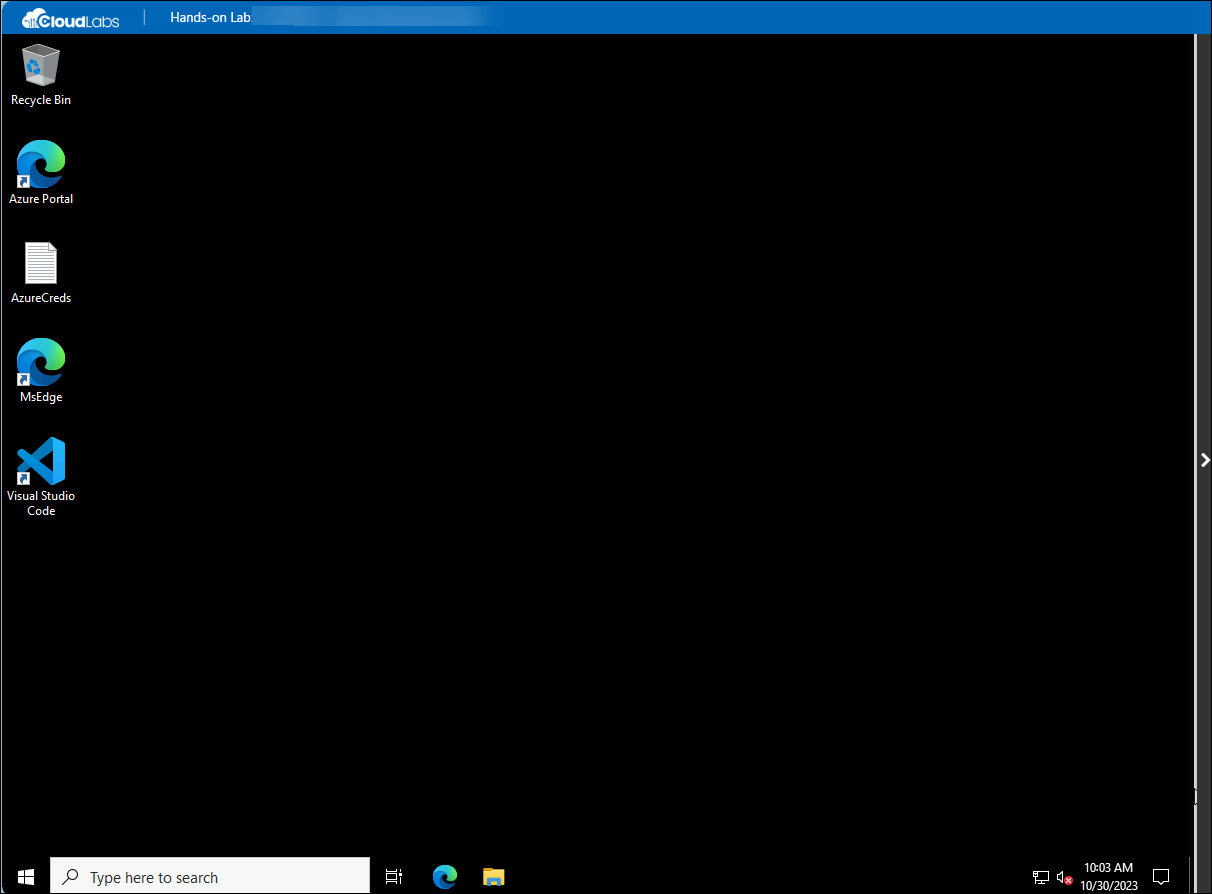 CloudLabs
Hands-on Lab
Recycle Bin
Azure Portal
AzureCreds
MsEdge
Visual Studio
Code
Type here to search
10:03 AM
10/30/2023